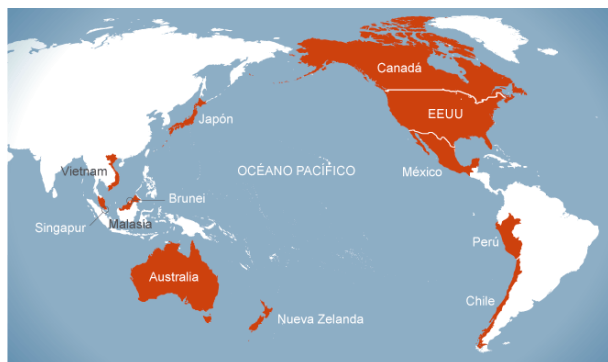 Canadá
EEUU
Japón
OCÉANO PACÍFICO
México
Vietnam
Brunei
Singapur
Malasia
Perú
Australia
Chile
Nueva Zelanda